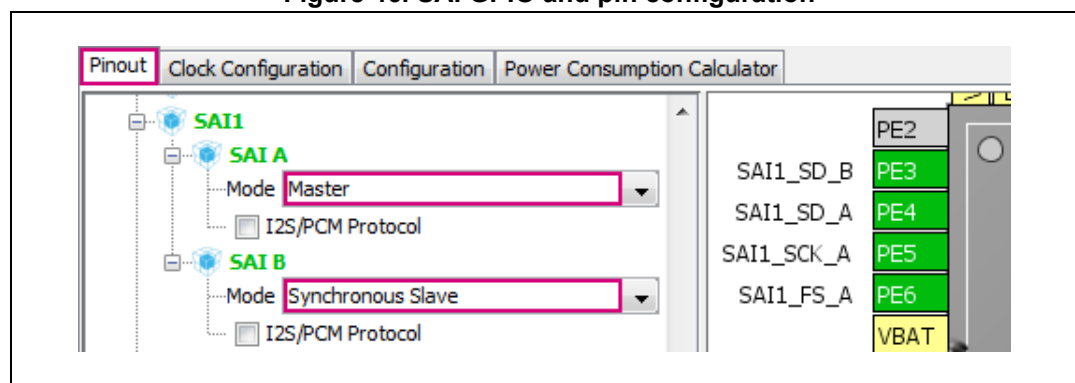 Pinout Clock Configuration Configuration Power Consumption Calculator
SAI1
SAI A
Mode Master
I2S/PCM Protocol
SAI B
Mode Synchronous Slave
I2S/PCM Protocol
PE2
SAI1_SD_B PE3
SAI1_SD_A PE4
SAI1_SCK_A PE5
SAI1_FS_A PE6
VBAT